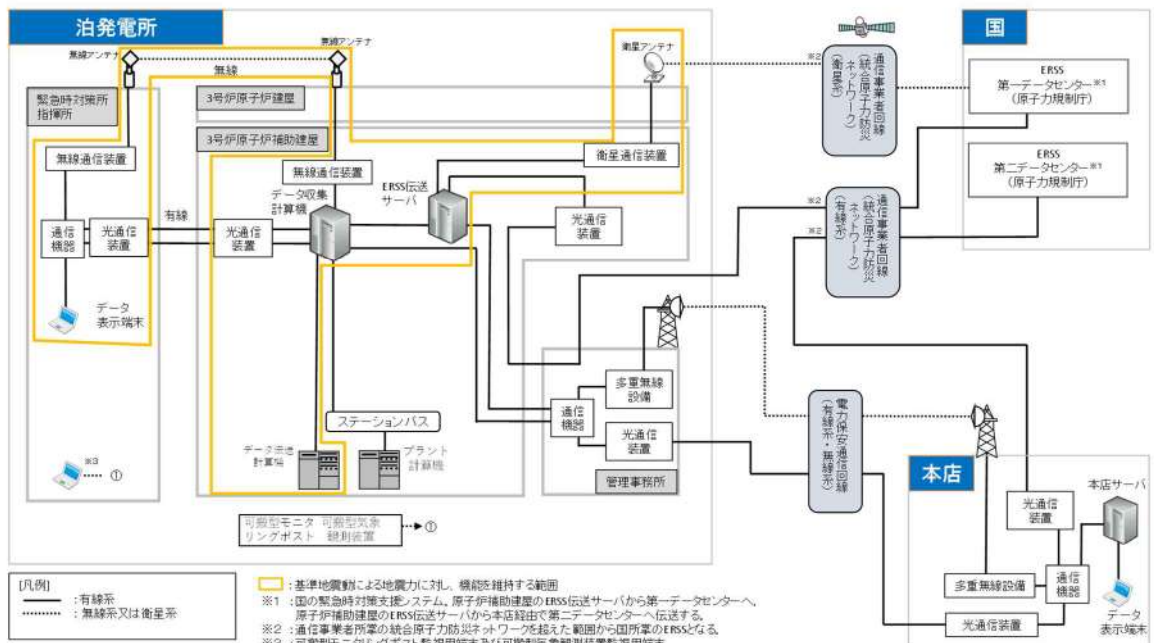 泊発電所
無線アンテナ
無線アンテナ
無線
衛星アンテナ
緊急時対策所
指揮所
3号炉原子炉建屋
3号炉原子炉補助建屋
無線通信装置
無線通信装置
衛星通信装置
データ収集
計算機
ERSS伝送
サーバ
有線
通信
機器
光通信
装置
光通信
装置
光通信
装置
データ
表示端末
ステーションバス
データ伝送
計算機
プラント
計算機
※3
①
可搬型モニタ
リングポスト
可搬型気象
観測装置
①
多重無線
設備
通信
機器
光通信
装置
管理事務所
※2
通信事業者回線
(統合原子力防災
ネットワーク)
(衛星系)
※2
※2
通信事業者回線
(統合原子力防災
ネットワーク)
(有線系)
電力保安通信回線
(有線系・無線系)
国
ERSS
第一データセンター※1
(原子力規制庁)
ERSS
第二データセンター※1
(原子力規制庁)
本店
本店サーバ
光通信
装置
多重無線設備
通信
機器
光通信装置
データ
表示端末
[凡例]
:有線系
:無線系又は衛星系
:基準地震動による地震力に対し、機能を維持する範囲
※1 :国の緊急時対策支援システム。原子炉補助建屋のERSS伝送サーバから第一データセンターへ、
原子炉補助建屋のERSS伝送サーバから本店経由で第二データセンターへ伝送する。
※2 :通信事業者所掌の統合原子力防災ネットワークを超えた範囲から国所掌のERSSとなる。